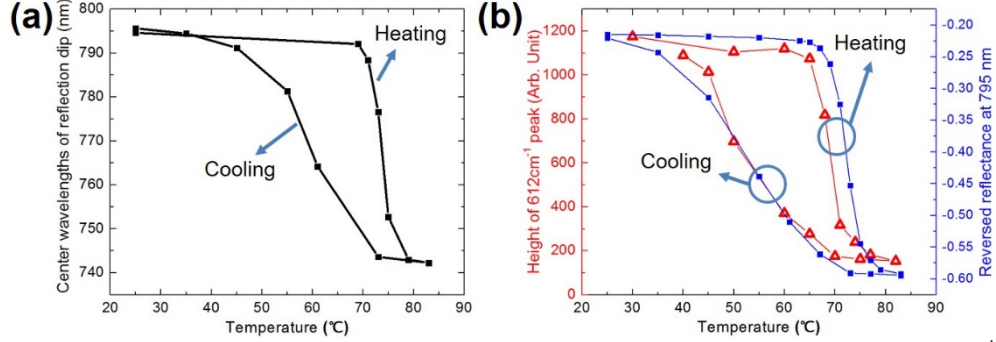 (a)
800
790
780
770
760
750
740
20 30 40 50 60 70 80 90
Center wavelengths of reflection dip (nm)
Temperature (℃)
Heating
Cooling
(b)
1200
1000
800
600
400
200
0
20 30 40 50 60 70 80 90
Height of 612cm⁻¹ peak (Arb. Unit)
Temperature (℃)
Heating
Cooling
-0.20
-0.25
-0.30
-0.35
-0.40
-0.45
-0.50
-0.55
-0.60
Reversed reflectance at 795 nm